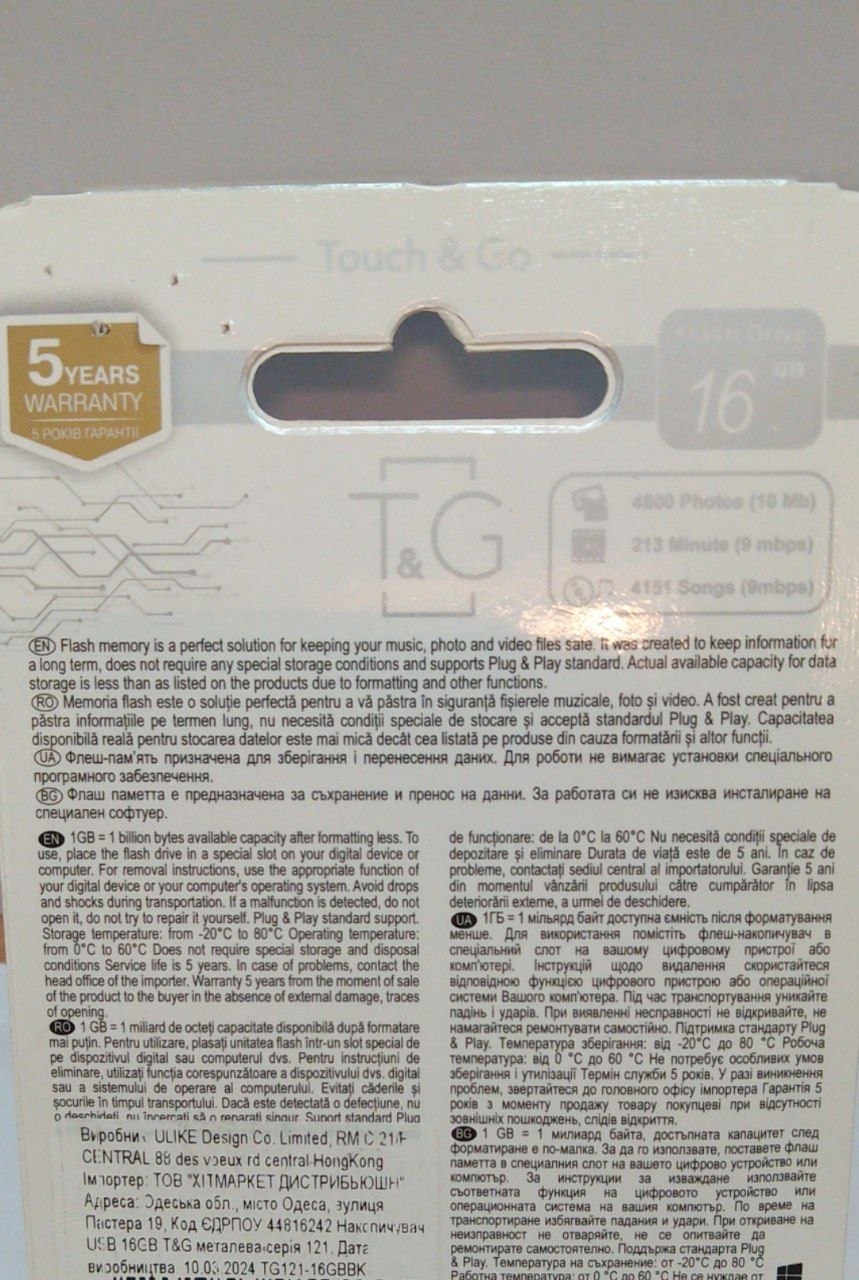 Touch & Go
5 YEARS
WARRANTY
5 РОКІВ ГАРАНТІЇ
Flash Drive
16 GB
T&G
4800 Photos (10 Mb)
213 Minute (9 mbps)
4151 Songs (9mbps)
EN Flash memory is a perfect solution for keeping your music, photo and video files safe. It was created to keep information for
a long term, does not require any special storage conditions and supports Plug & Play standard. Actual available capacity for data
storage is less than as listed on the products due to formatting and other functions.
RO Memoria flash este o soluție perfectă pentru a vă păstra în siguranță fișierele muzicale, foto și video. A fost creat pentru a
păstra informațiile pe termen lung, nu necesită condiții speciale de stocare și acceptă standardul Plug & Play. Capacitatea
disponibilă reală pentru stocarea datelor este mai mică decât cea listată pe produse din cauza formatării și altor funcții.
UA Флеш-пам'ять призначена для зберігання і перенесення даних. Для роботи не вимагає установки спеціального
програмного забезпечення.
BG Флаш паметта е предназначена за съхранение и пренос на данни. За работата си не изисква инсталиране на
специален софтуер.
EN 1GB = 1 billion bytes available capacity after formatting less. To
use, place the flash drive in a special slot on your digital device or
computer. For removal instructions, use the appropriate function of
your digital device or your computer's operating system. Avoid drops
and shocks during transportation. If a malfunction is detected, do not
open it, do not try to repair it yourself. Plug & Play standard support.
Storage temperature: from -20°C to 80°C Operating temperature:
from 0°C to 60°C Does not require special storage and disposal
conditions Service life is 5 years. In case of problems, contact the
head office of the importer. Warranty 5 years from the moment of sale
of the product to the buyer in the absence of external damage, traces
of opening.
RO 1 GB = 1 miliard de octeți capacitate disponibilă după formatare
mai puțin. Pentru utilizare, plasați unitatea flash într-un slot special de
pe dispozitivul digital sau computerul dvs. Pentru instrucțiuni de
eliminare, utilizați funcția corespunzătoare a dispozitivului dvs. digital
sau a sistemului de operare al computerului. Evitați căderile și
șocurile în timpul transportului. Dacă este detectată o defecțiune, nu
o deschideți, nu încercați să o reparați singur. Suport standard Plug
Виробник ULIKE Design Co. Limited, RM C 21/F
CENTRAL 88 des voeux rd central HongKong
Імпортер: ТОВ "ХІТМАРКЕТ ДИСТРИБЬЮШН"
Адреса: Одеська обл., місто Одеса, вулиця
Пастера 19, Код ЄДРПОУ 44816242 Накопичувач
USB 16GB T&G металева серія 121. Дата
виробництва 10.03.2024 TG121-16GBBK
de funcționare: de la 0°C la 60°C Nu necesită condiții speciale de
depozitare și eliminare Durata de viață este de 5 ani. În caz de
probleme, contactați sediul central al importatorului. Garanție 5 ani
din momentul vânzării produsului către cumpărător în lipsa
deteriorării externe, a urmei de deschidere.
UA 1ГБ = 1 мільярд байт доступна ємність після форматування
менше. Для використання помістіть флеш-накопичувач в
спеціальний слот на вашому цифровому пристрої або
комп'ютері. Інструкцій щодо видалення скористайтеся
відповідною функцією цифрового пристрою або операційної
системи Вашого комп'ютера. Під час транспортування уникайте
падінь і ударів. При виявленні несправності не відкривайте, не
намагайтеся ремонтувати самостійно. Підтримка стандарту Plug
& Play. Температура зберігання: від -20°C до 80 °C Робоча
температура: від 0 °C до 60 °C Не потребує особливих умов
зберігання і утилізації Термін служби 5 років. У разі виникнення
проблем, звертайтеся до головного офісу імпортера Гарантія 5
років з моменту продажу товару покупцеві при відсутності
зовнішніх пошкоджень, слідів відкриття.
BG 1 GB = 1 милиард байта, достъпната капацитет след
форматиране е по-малка. За да го използвате, поставете флаш
паметта в специалния слот на вашето цифрово устройство или
компютър. За инструкции за изваждане използвайте
съответната функция на цифровото устройство или
операционната система на вашия компютър. По време на
транспортиране избягвайте падания и удари. При откриване на
неизправност не отваряйте, не се опитвайте да
ремонтирате самостоятелно. Поддържа стандарта Plug
& Play. Температура на съхранение: от -20°C до 80 °C
Работна температура: от 0 °C до 60 °C Не се нуждае от